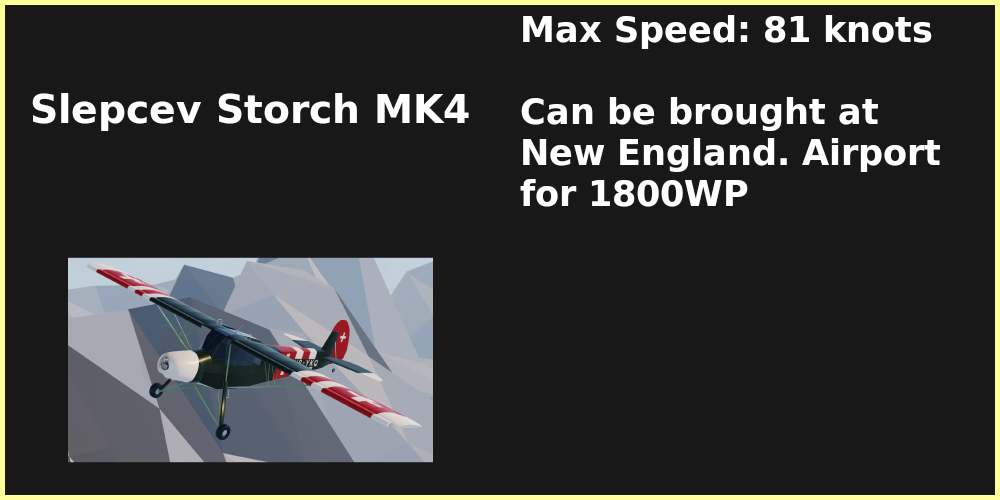 Slepcev Storch MK4
Max Speed: 81 knots
Can be brought at
New England. Airport
for 1800WP